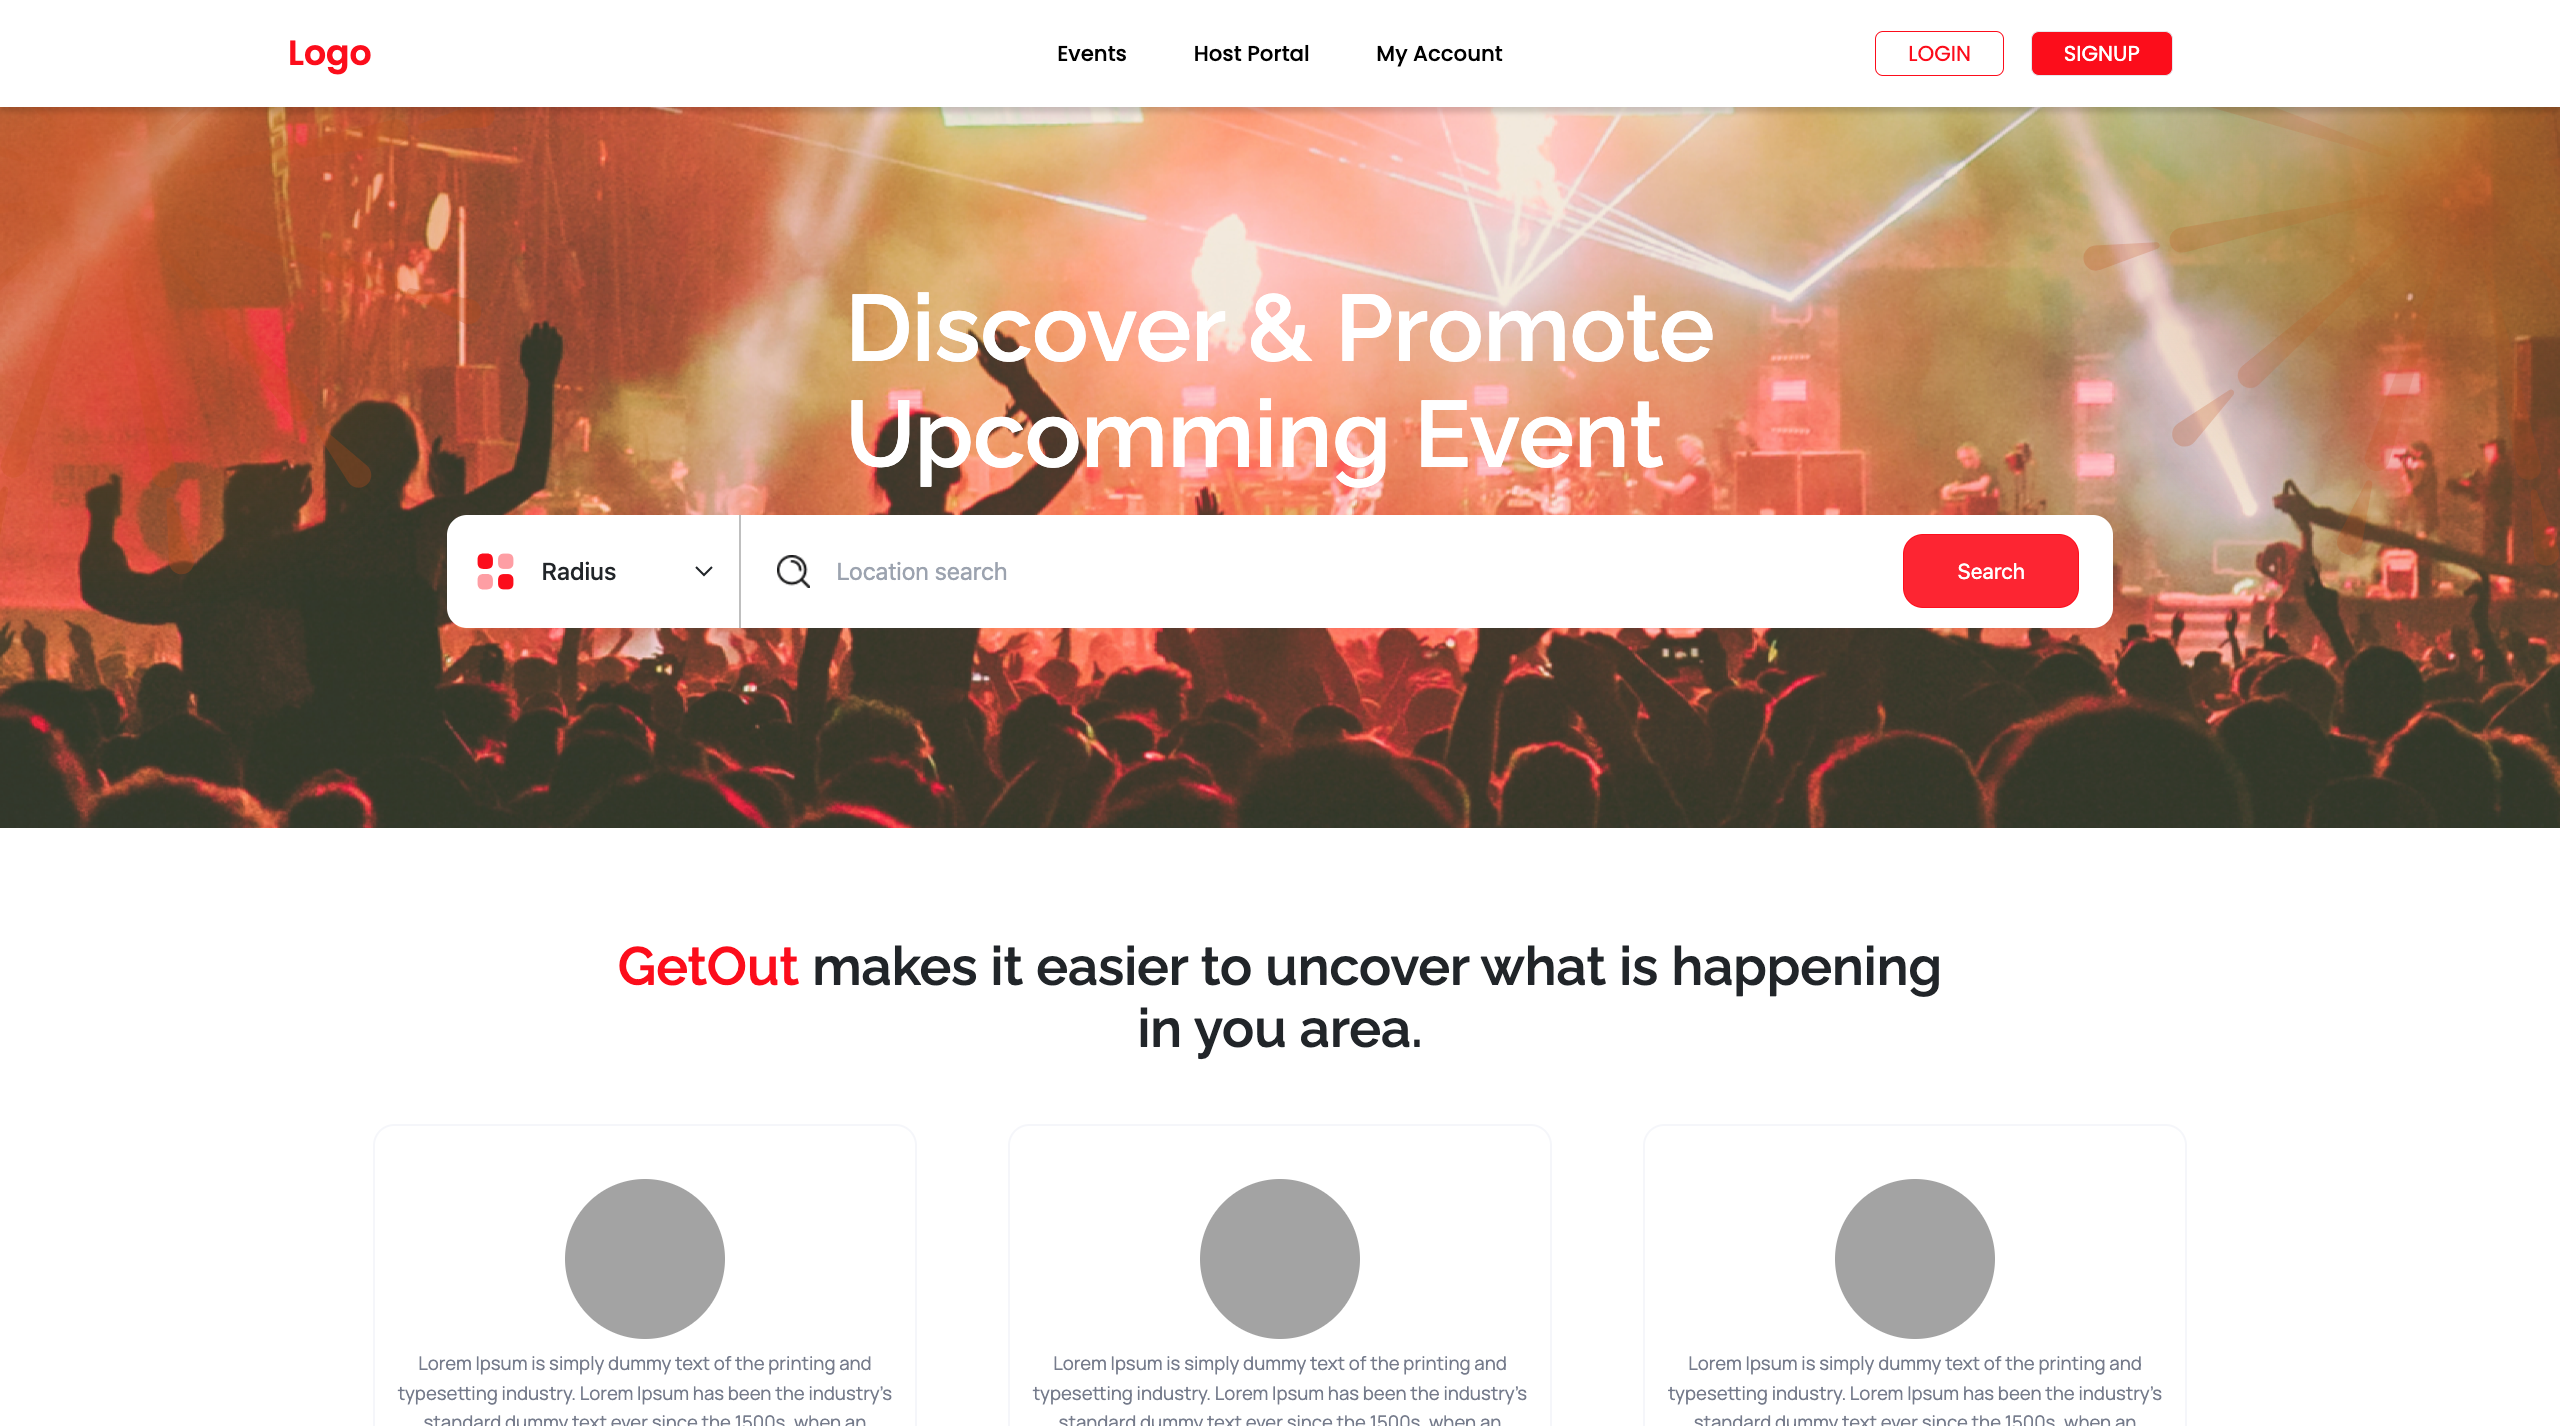 Logo
Events
Host Portal
My Account
LOGIN
SIGNUP
Discover & Promote
Upcomming Event
Radius
Location search
Search
GetOut makes it easier to uncover what is happening
in you area.
Lorem Ipsum is simply dummy text of the printing and
typesetting industry. Lorem Ipsum has been the industry's
standard dummy text ever since the 1500s, when an
Lorem Ipsum is simply dummy text of the printing and
typesetting industry. Lorem Ipsum has been the industry's
standard dummy text ever since the 1500s, when an
Lorem Ipsum is simply dummy text of the printing and
typesetting industry. Lorem Ipsum has been the industry's
standard dummy text ever since the 1500s, when an